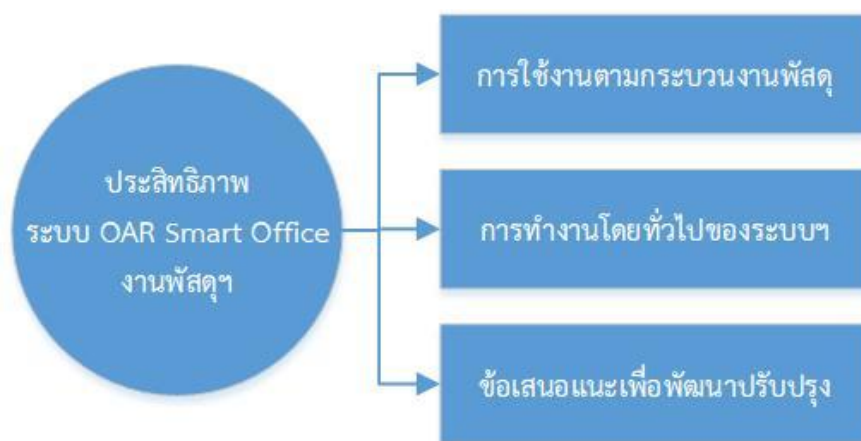 ประสิทธิภาพ
ระบบ OAR Smart Office
งานพัสดุฯ
การใช้งานตามกระบวนงานพัสดุ
การทำงานโดยทั่วไปของระบบฯ
ข้อเสนอแนะเพื่อพัฒนาปรับปรุง